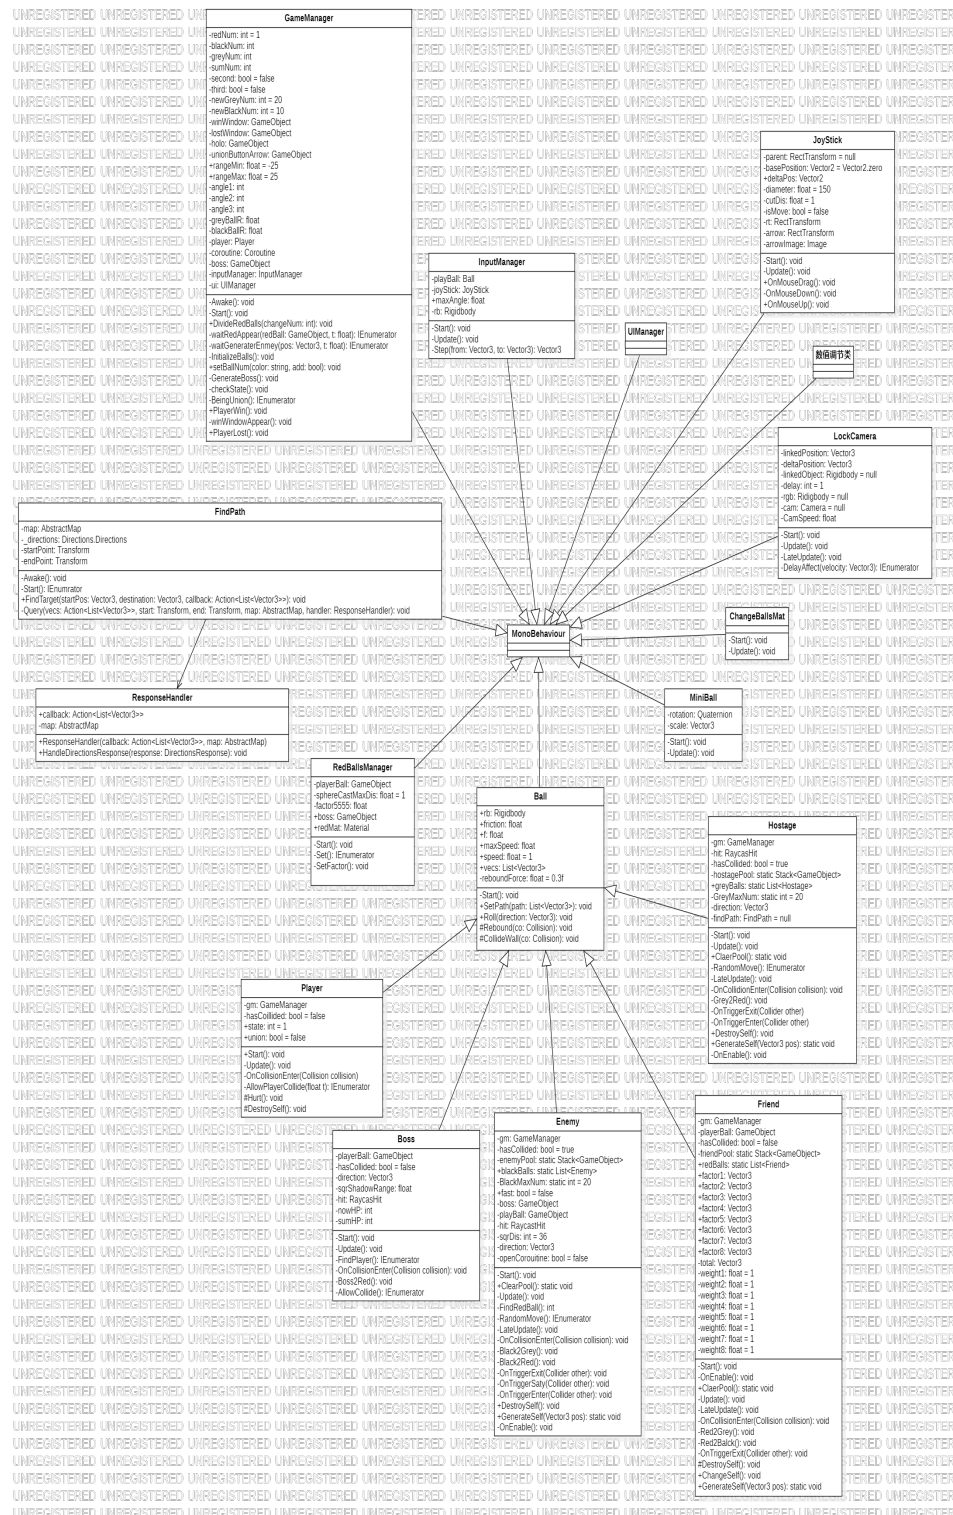 GameManager
-redNum: int = 1
-blackNum: int
-greyNum: int
-sumNum: int
-second: bool = false
-third: bool = false
-newGreyNum: int = 20
-newBlackNum: int = 10
-winWindow: GameObject
-lostWindow: GameObject
-holo: GameObject
-unionButtonArrow: GameObject
+rangeMin: float = -25
+rangeMax: float = 25
-angle1: int
-angle2: int
-angle3: int
-greyBallR: float
-blackBallR: float
-player: Player
-coroutine: Coroutine
-boss: GameObject
-inputManager: InputManager
-ui: UIManager
-Awake(): void
-Start(): void
+DivideRedBalls(changeNum: int): void
-waitRedAppear(redBall: GameObject, t: float): IEnumerator
-waitGeneraterEnrmey(pos: Vector3, t: float): IEnumerator
-InitializeBalls(): void
+setBallNum(color: string, add: bool): void
-GenerateBoss(): void
-checkState(): void
-BeingUnion(): IEnumerator
+PlayerWin(): void
-winWindowAppear(): void
+PlayerLost(): void
JoyStick
-parent: RectTransform = null
-basePosition: Vector2 = Vector2.zero
+deltaPos: Vector2
-diameter: float = 150
-cutDis: float = 1
-isMove: bool = false
-rt: RectTransform
-arrow: RectTransform
-arrowImage: Image
-Start(): void
-Update(): void
+OnMouseDrag(): void
-OnMouseDown(): void
-OnMouseUp(): void
InputManager
-playBall: Ball
-joyStick: JoyStick
+maxAngle: float
-rb: Rigidbody
-Start(): void
-Update(): void
-Step(from: Vector3, to: Vector3): Vector3
UIManager
数值调节类
LockCamera
-linkedPosition: Vector3
-deltaPosition: Vector3
-linkedObject: Rigidbody = null
-delay: int = 1
-rgb: Ridigbody = null
-cam: Camera = null
-CamSpeed: float
-Start(): void
-Update(): void
-LateUpdate(): void
-DelayAffect(velocity: Vector3): IEnumerator
FindPath
-map: AbstractMap
-_directions: Directions.Directions
-startPoint: Transform
-endPoint: Transform
-Awake(): void
-Start(): IEnumrator
+FindTarget(startPos: Vector3, destination: Vector3, callback: Action<List<Vector3>>): void
-Query(vecs: Action<List<Vector3>>, start: Transform, end: Transform, map: AbstractMap, handler: ResponseHandler): void
MonoBehaviour
ChangeBallsMat
-Start(): void
-Update(): void
ResponseHandler
+callback: Action<List<Vector3>>
-map: AbstractMap
+ResponseHandler(callback: Action<List<Vector3>>, map: AbstractMap)
+HandleDirectionsResponse(response: DirectionsResponse): void
MiniBall
-rotation: Quaternion
-scale: Vector3
-Start(): void
-Update(): void
RedBallsManager
-playerBall: GameObject
-sphereCastMaxDis: float = 1
-factor5555: float
+boss: GameObject
+redMat: Material
-Start(): void
-Set(): IEnumerator
-SetFactor(): void
Ball
+rb: Rigidbody
+friction: float
+f: float
+maxSpeed: float
+speed: float = 1
+vecs: List<Vector3>
-reboundForce: float = 0.3f
-Start(): void
+SetPath(path: List<Vector3>): void
+Roll(direction: Vector3): void
#Rebound(co: Collision): void
#CollideWall(co: Collision): void
Hostage
-gm: GameManager
-hit: RaycasHit
-hasCollided: bool = true
-hostagePool: static Stack<GameObject>
+greyBalls: static List<Hostage>
-GreyMaxNum: static int = 20
-direction: Vector3
-findPath: FindPath = null
-Start(): void
-Update(): void
+ClaerPool(): static void
-RandomMove(): IEnumerator
-LateUpdate(): void
-OnCollidionEnter(Collision collision): void
-Grey2Red(): void
-OnTriggerExit(Collider other)
-OnTriggerEnter(Collider other)
+DestroySelf(): void
+GenerateSelf(Vector3 pos): static void
-OnEnable(): void
Player
-gm: GameManager
-hasCoillided: bool = false
+state: int = 1
+union: bool = false
+Start(): void
-Update(): void
-OnCollisionEnter(Collision collision)
-AllowPlayerCollide(float t): IEnumerator
#Hurt(): void
#DestroySelf(): void
Boss
-playerBall: GameObject
-hasCollided: bool = false
-direction: Vector3
-sqrShadowRange: float
-hit: RaycasHit
-nowHP: int
-sumHP: int
-Start(): void
-Update(): void
-FindPlayer(): IEnumerator
-OnCollisionEnter(Collision collision): void
-Boss2Red(): void
-AllowCollide(): IEnumerator
Enemy
-gm: GameManager
-hasCollided: bool = true
-enemyPool: static Stack<GameObject>
+blackBalls: static List<Enemy>
-BlackMaxNum: static int = 20
+fast: bool = false
-boss: GameObject
-playBall: GameObject
-hit: RaycastHit
-sqrDis: int = 36
-direction: Vector3
-openCoroutine: bool = false
-Start(): void
+ClearPool(): static void
-Update(): void
-FindRedBall(): int
-RandomMove(): IEnumerator
-LateUpdate(): void
-OnCollisionEnter(Collision collision): void
-Black2Grey(): void
-Black2Red(): void
-OnTriggerExit(Collider other): void
-OnTriggerSaty(Collider other): void
-OnTriggerEnter(Collider other): void
+DestroySelf(): void
+GenerateSelf(Vector3 pos): static void
-OnEnable(): void
Friend
-gm: GameManager
-playerBall: GameObject
-hasCollided: bool = false
-friendPool: static Stack<GameObject>
+redBalls: static List<Friend>
+factor1: Vector3
+factor2: Vector3
+factor3: Vector3
+factor4: Vector3
+factor5: Vector3
+factor6: Vector3
+factor7: Vector3
+factor8: Vector3
-total: Vector3
-weight1: float = 1
-weight2: float = 1
-weight3: float = 1
-weight4: float = 1
-weight5: float = 1
-weight6: float = 1
-weight7: float = 1
-weight8: float = 1
-Start(): void
-OnEnable(): void
+ClaerPool(): static void
-Update(): void
-LateUpdate(): void
-OnCollisionEnter(Collision collision): void
-Red2Grey(): void
-Red2Balck(): void
-OnTriggerExit(Collider other): void
#DestroySelf(): void
+ChangeSelf(): void
+GenerateSelf(Vector3 pos): static void